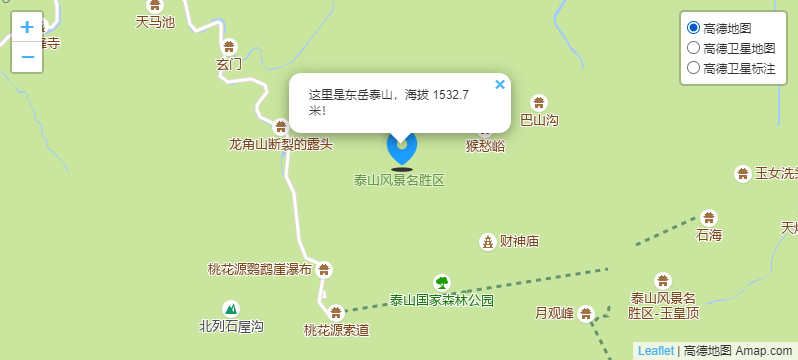 天马池
+
峰寺
−
玄门
高德地图
高德卫星地图
高德卫星标注
×
这里是东岳泰山，海拔 1532.7
米！
巴山沟
龙角山断裂的露头
猴愁峪
泰山风景名胜区
玉女洗头
石海
财神庙
桃花源鹦鹉崖瀑布
泰山国家森林公园
泰山风景名
胜区-玉皇顶
月观峰
北列石屋沟
桃花源索道
Leaflet | 高德地图 Amap.com